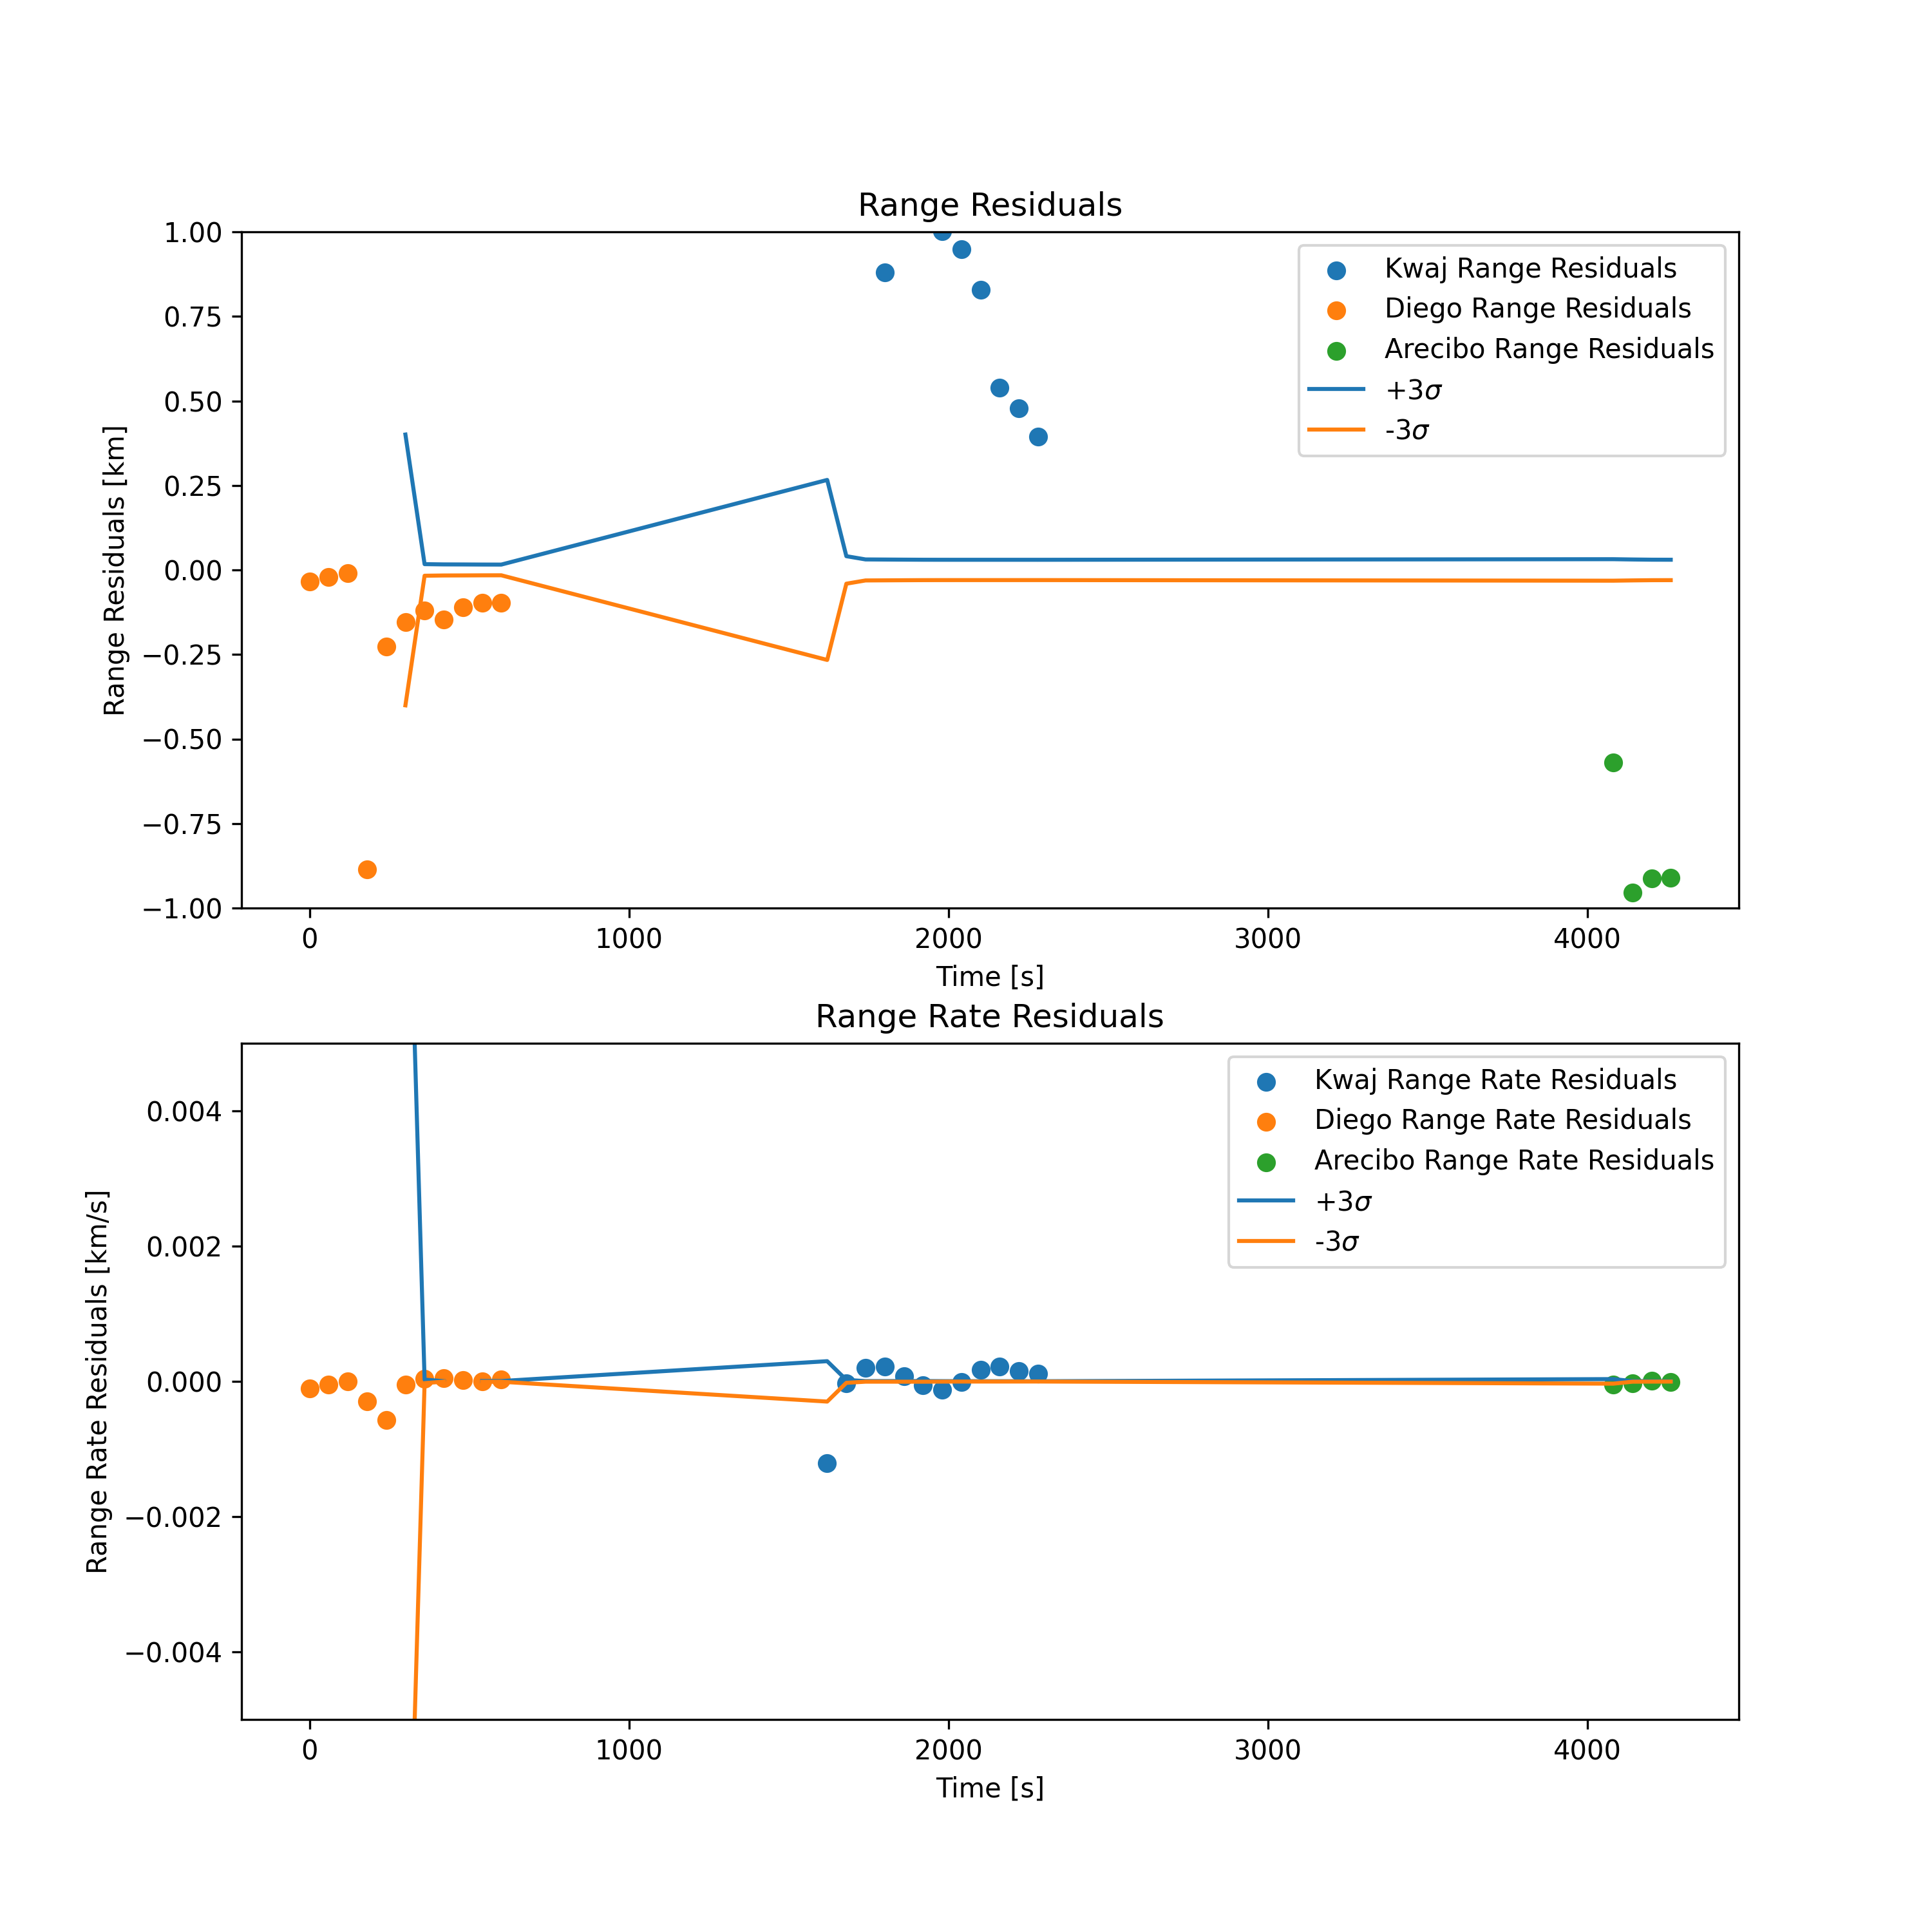 Range Residuals
1.00
0.75
0.50
0.25
0.00
−0.25
−0.50
−0.75
−1.00
Range Residuals [km]
Kwaj Range Residuals
Diego Range Residuals
Arecibo Range Residuals
+3σ
-3σ
0 1000 2000 3000 4000
Time [s]
Range Rate Residuals
0.004
0.002
0.000
−0.002
−0.004
Range Rate Residuals [km/s]
Kwaj Range Rate Residuals
Diego Range Rate Residuals
Arecibo Range Rate Residuals
+3σ
-3σ
0 1000 2000 3000 4000
Time [s]